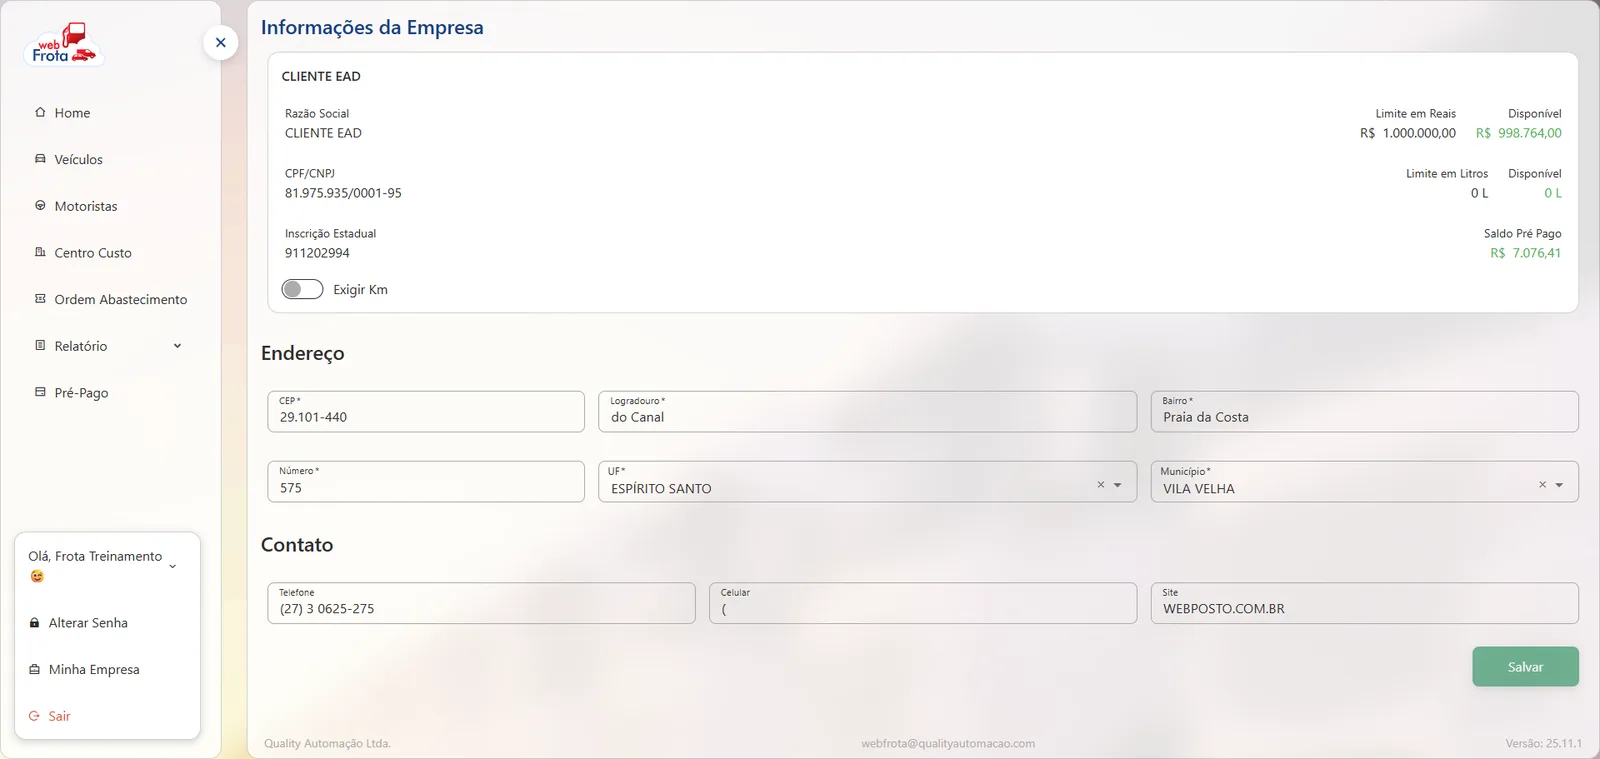 web
Frota
Home
Veículos
Motoristas
Centro Custo
Ordem Abastecimento
Relatório
Pré-Pago
Olá, Frota Treinamento
😅
Alterar Senha
Minha Empresa
Sair
Informações da Empresa
CLIENTE EAD
Razão Social
CLIENTE EAD
Limite em Reais Disponível
R$ 1.000.000,00 R$ 998.764,00
CPF/CNPJ
81.975.935/0001-95
Limite em Litros Disponível
0 L 0 L
Inscrição Estadual
911202994
Saldo Pré Pago
R$ 7.076,41
Exigir Km
Endereço
CEP*
29.101-440
Logradouro*
do Canal
Bairro*
Praia da Costa
Número*
575
UF*
ESPÍRITO SANTO
Município*
VILA VELHA
Contato
Telefone
(27) 3 0625-275
Celular
(
Site
WEBPOSTO.COM.BR
Salvar
Quality Automação Ltda. webfrota@qualityautomacao.com Versão: 25.11.1